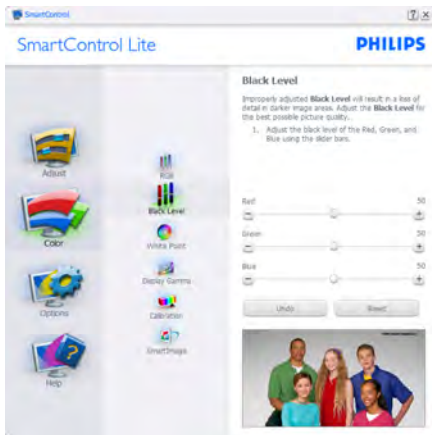 SmartControl
SmartControl Lite
PHILIPS
Adjust
Color
Options
Help
RGB
Black Level
White Point
Display Gamma
Calibration
SmartImage
Black Level
Improperly adjusted Black Level will result in a loss of
detail in darker image areas. Adjust the Black Level for
the best possible picture quality.
1. Adjust the black level of the Red, Green, and
Blue using the slider bars.
Red 50
Green 50
Blue 50
Undo Reset